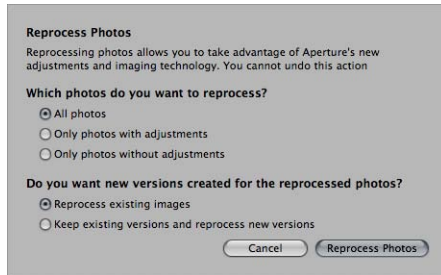 Reprocess Photos
Reprocessing photos allows you to take advantage of Aperture's new
adjustments and imaging technology. You cannot undo this action
Which photos do you want to reprocess?
All photos
Only photos with adjustments
Only photos without adjustments
Do you want new versions created for the reprocessed photos?
Reprocess existing images
Keep existing versions and reprocess new versions
Cancel Reprocess Photos